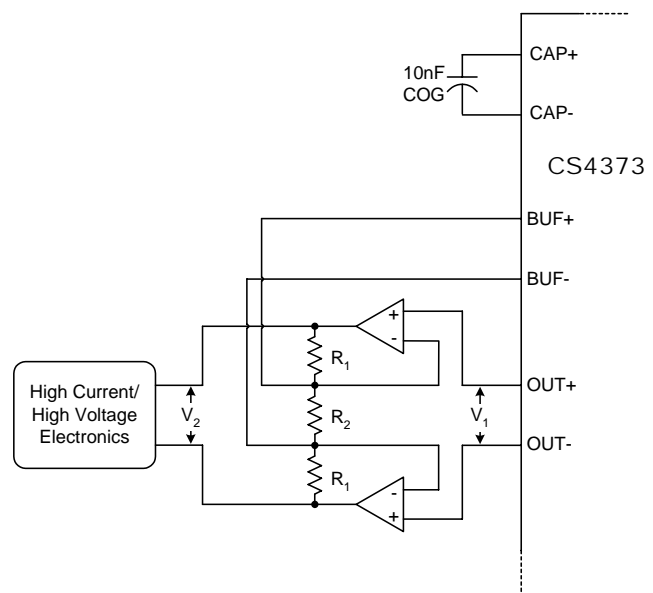 CAP+
10nF
COG
CAP-
CS4373
BUF+
BUF-
+
-
R1
High Current/
High Voltage
Electronics
V2
R2
V1
OUT+
OUT-
R1
-
+